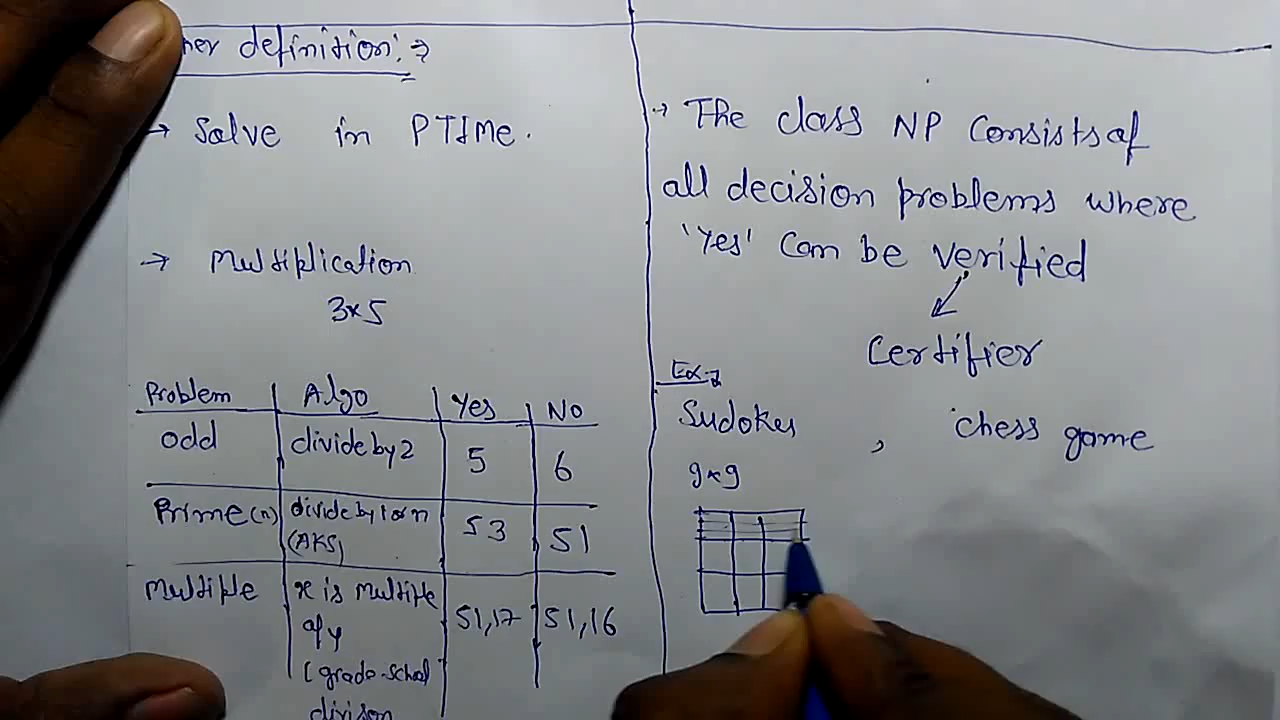 ner definition:→
→ Solve in PTIME.
→ Multiplication
3×5
Problem Algo Yes No
odd divide by 2 5 6
Prime(n) divide by 1 or n (AKS) 53 51
Multiple x is multiple of y (grade-school division 51,17 51,16
→ The class NP Consists of
all decision problems where
'Yes' Can be verified
Certifier
Ex→
Sudoku , chess game
9×9